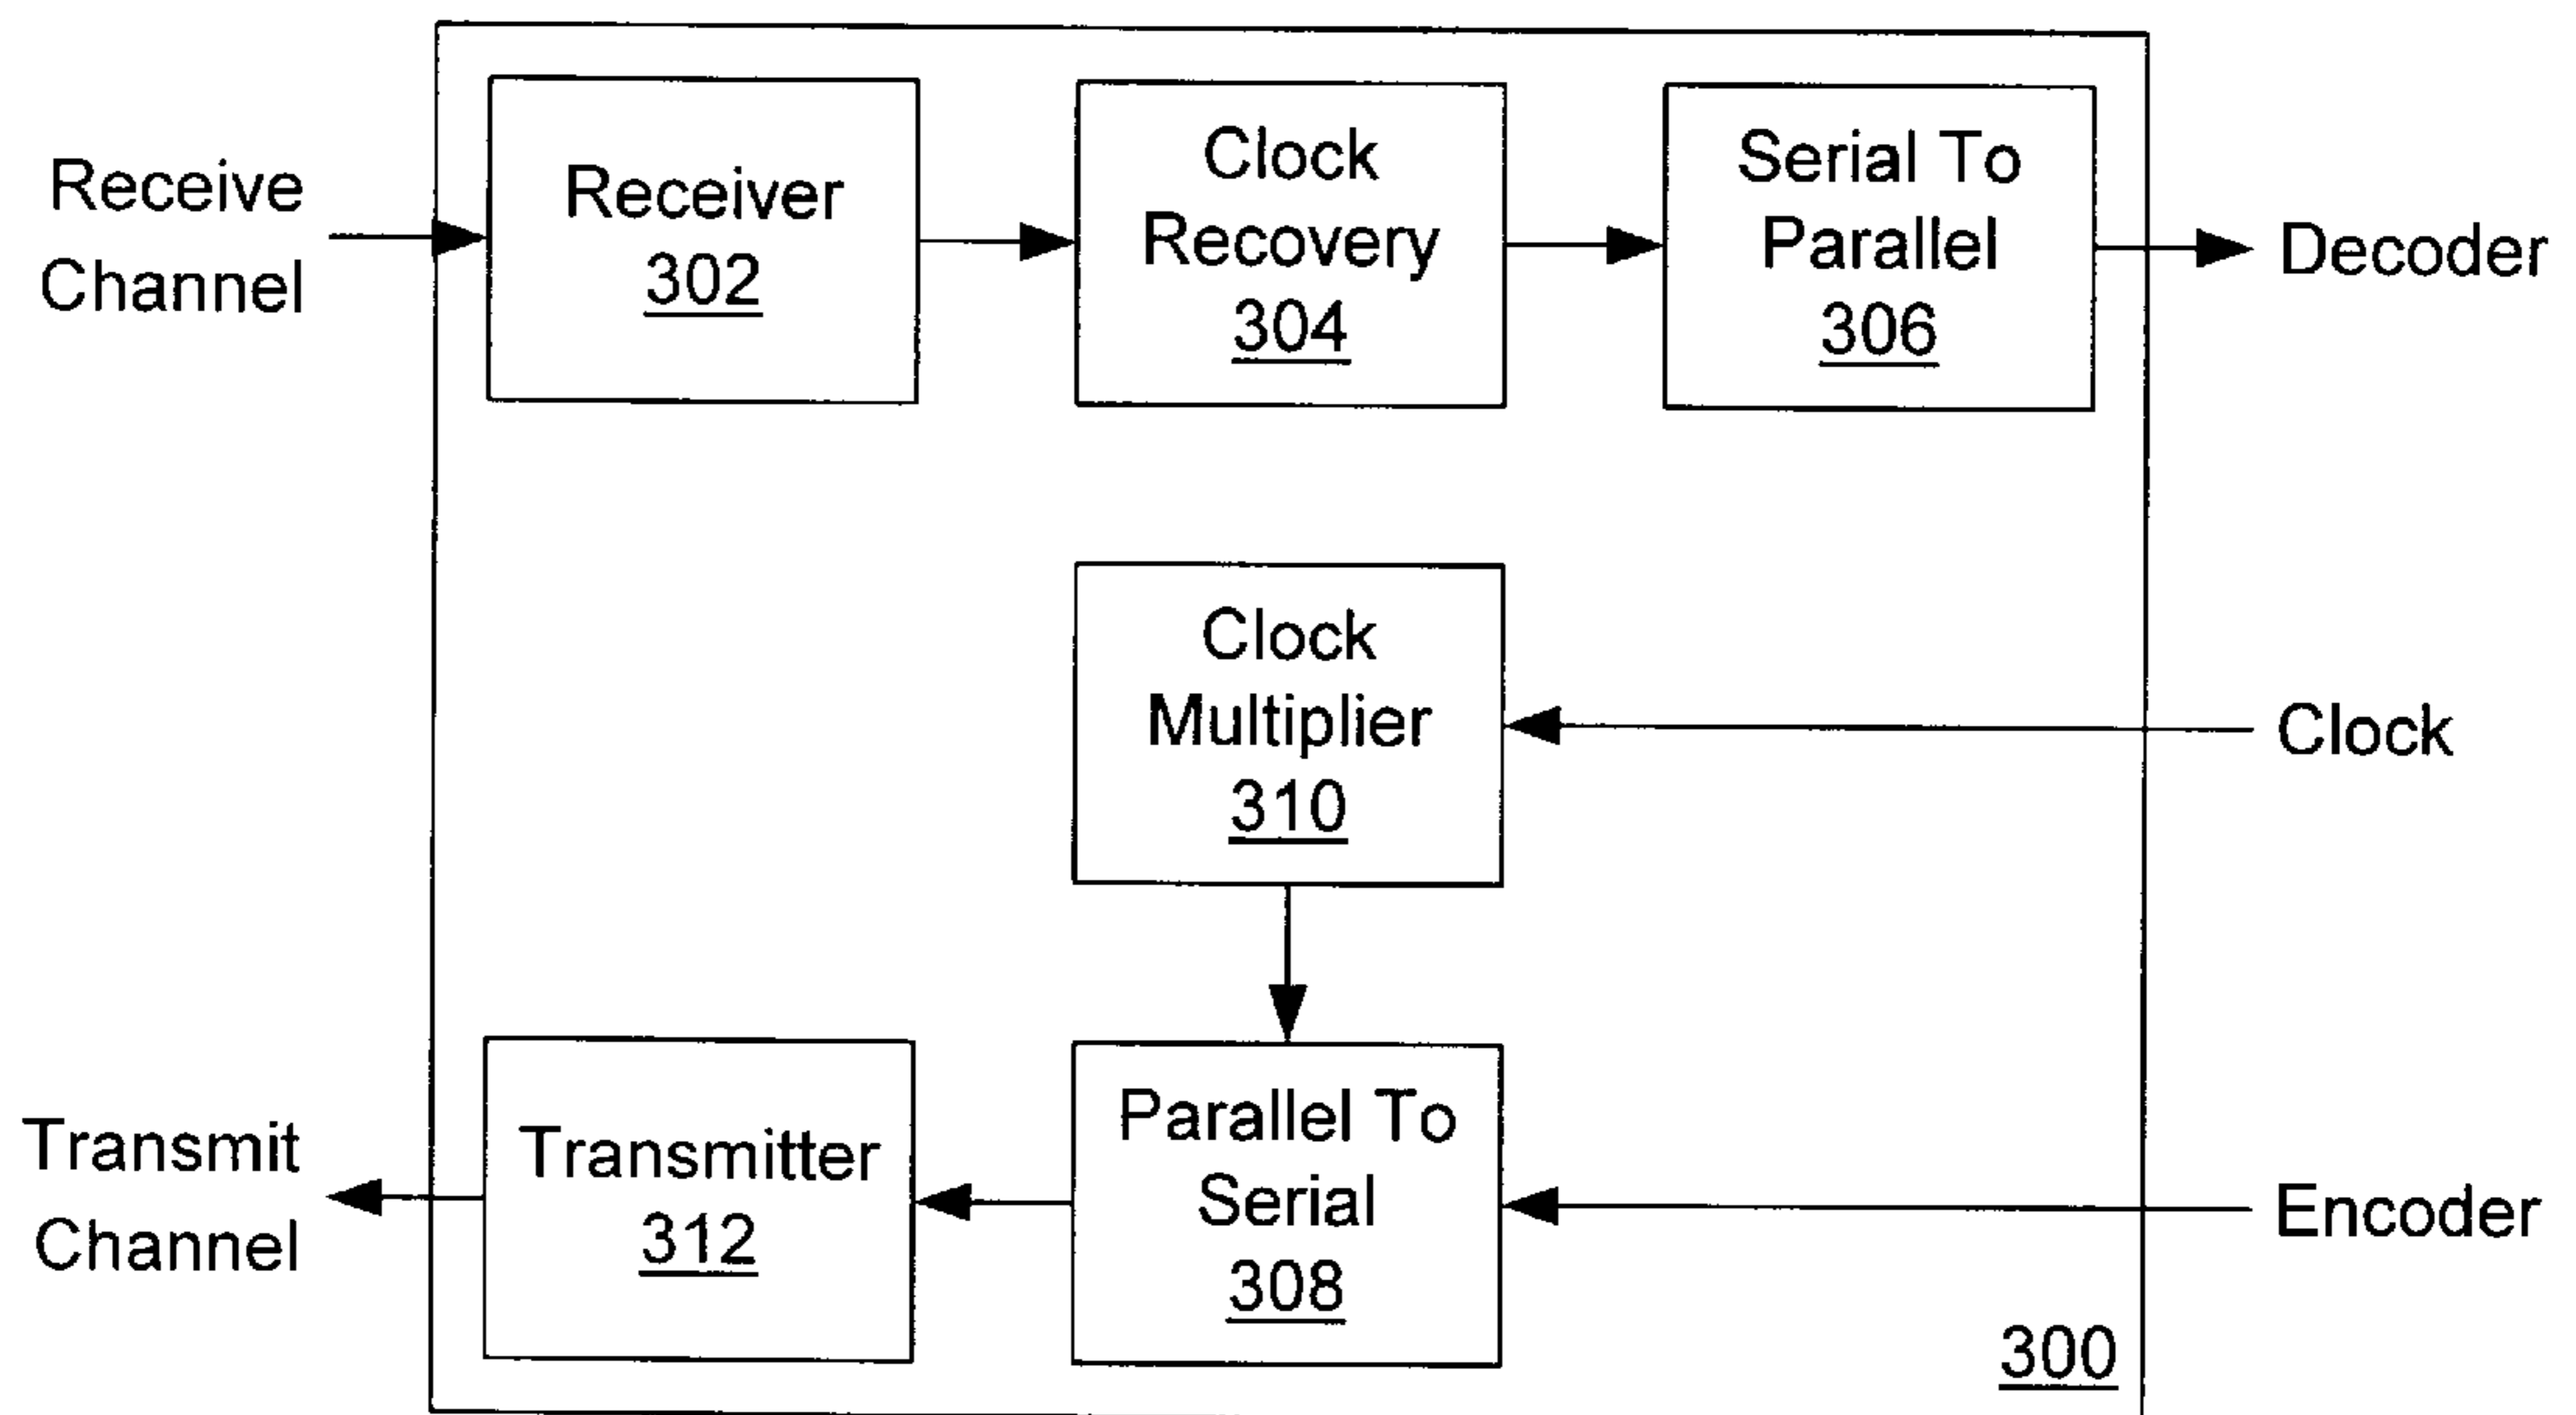 Receive
Channel
Receiver
302
Clock
Recovery
304
Serial To
Parallel
306
Decoder
Clock
Multiplier
310
Clock
Transmit
Channel
Transmitter
312
Parallel To
Serial
308
Encoder
300